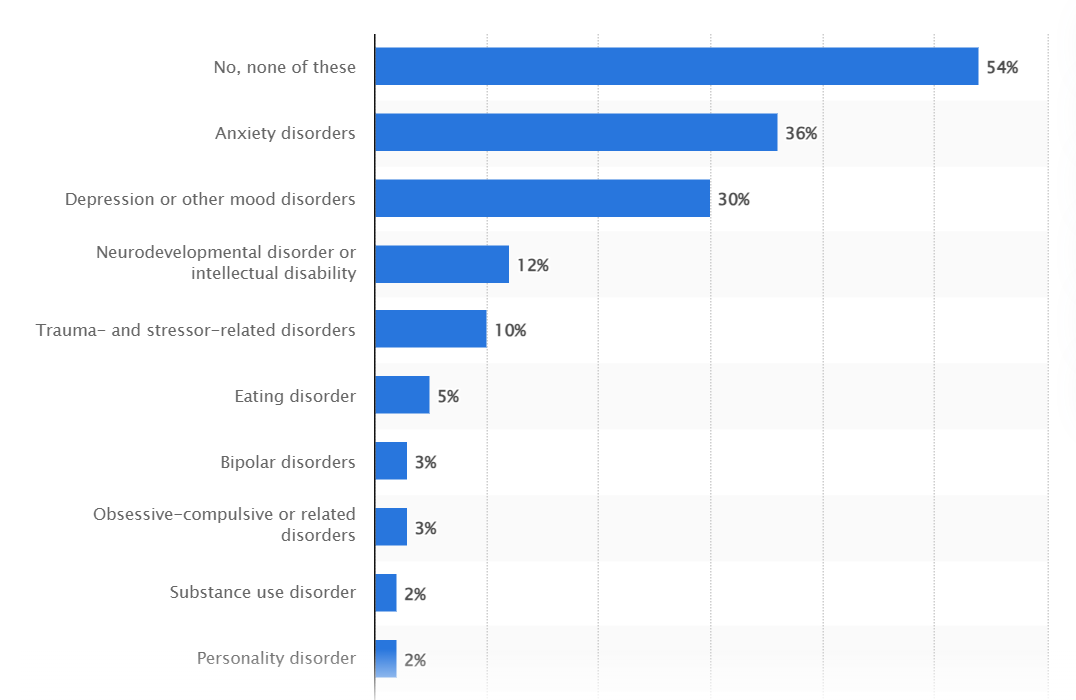 No, none of these
54%
Anxiety disorders
36%
Depression or other mood disorders
30%
Neurodevelopmental disorder or
intellectual disability
12%
Trauma- and stressor-related disorders
10%
Eating disorder
5%
Bipolar disorders
3%
Obsessive-compulsive or related
disorders
3%
Substance use disorder
2%
Personality disorder
2%